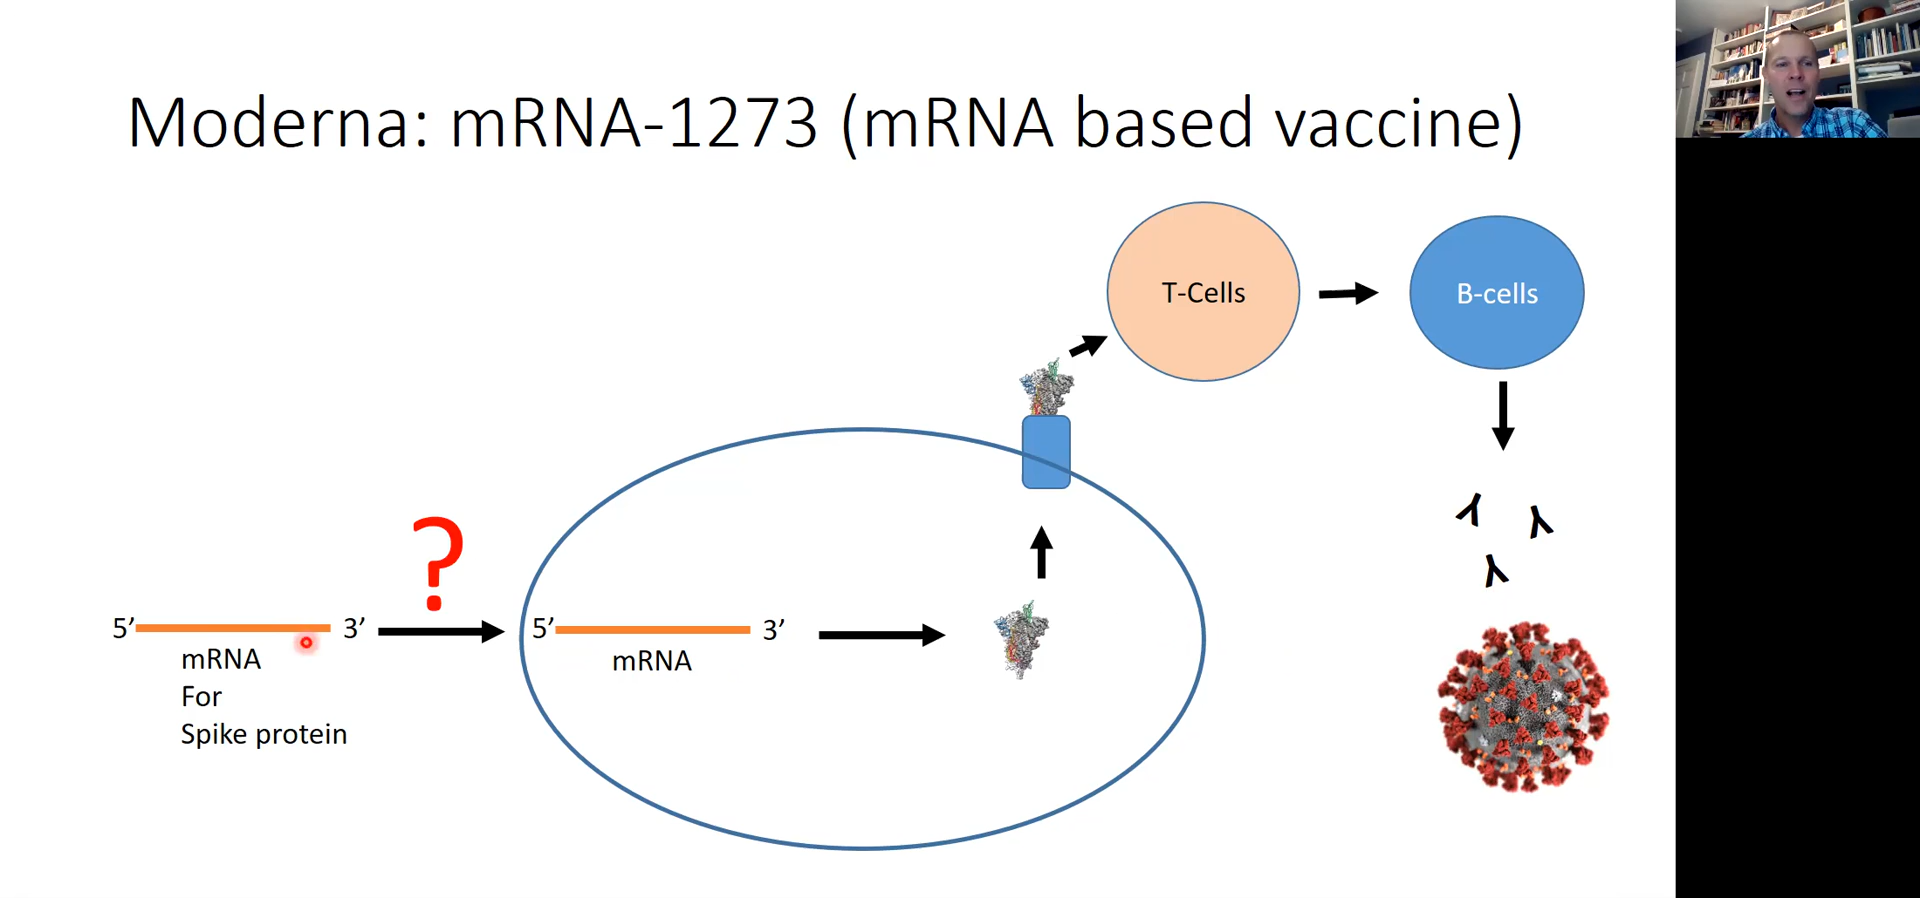 Moderna: mRNA-1273 (mRNA based vaccine)
T-Cells
B-cells
?
5’
3’
mRNA
For
Spike protein
5’
3’
mRNA